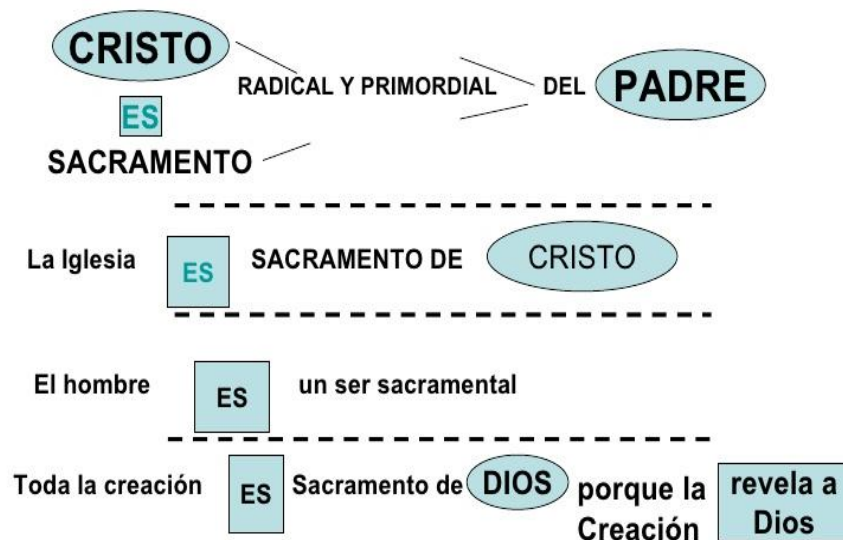 CRISTO
RADICAL Y PRIMORDIAL DEL PADRE
ES
SACRAMENTO
La Iglesia ES SACRAMENTO DE CRISTO
El hombre ES un ser sacramental
Toda la creación ES Sacramento de DIOS porque la revela a
Creación Dios